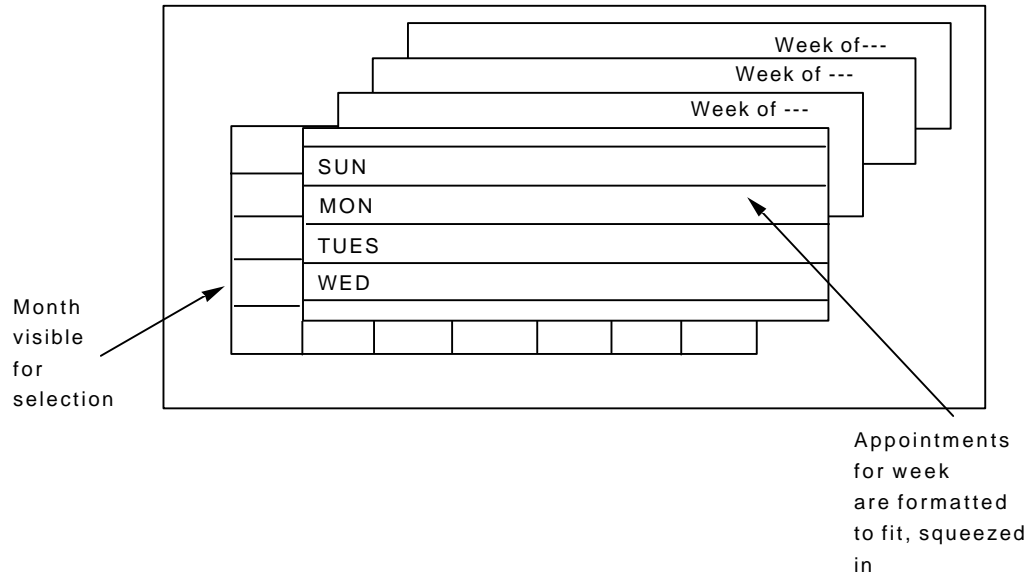 Week of---
Week of ---
Week of ---
SUN
MON
TUES
WED
Month
visible
for
selection
Appointments
for week
are formatted
to fit, squeezed
in